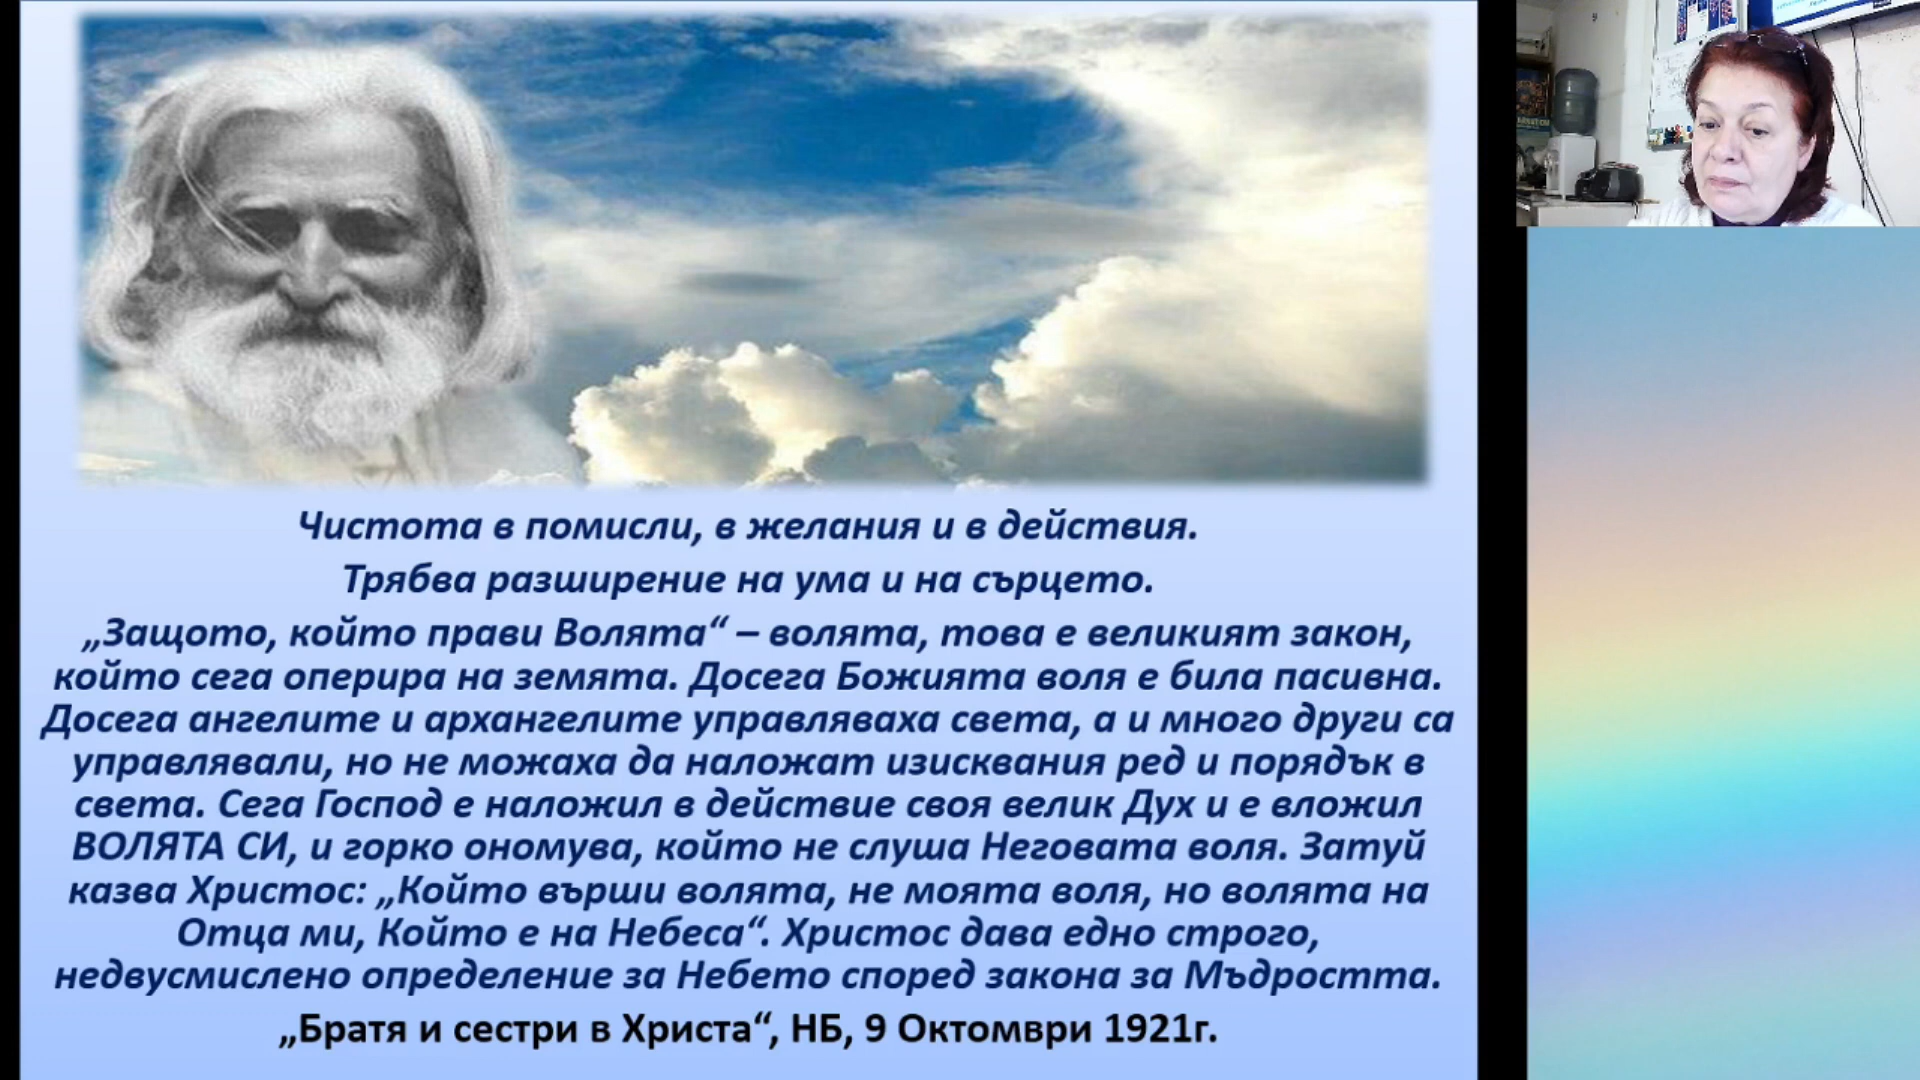 Чистота в помисли, в желания и в действия.
Трябва разширение на ума и на сърцето.
„Защото, който прави Волята“ – волята, това е великият закон,
който сега оперира на земята. Досега Божията воля е била пасивна.
Досега ангелите и архангелите управляваха света, а и много други са
управлявали, но не можаха да наложат изисквания ред и порядък в
света. Сега Господ е наложил в действие своя велик Дух и е вложил
ВОЛЯТА СИ, и горко ономува, който не слуша Неговата воля. Затуй
казва Христос: „Който върши волята, не моята воля, но волята на
Отца ми, Който е на Небеса“. Христос дава едно строго,
недвусмислено определение за Небето според закона за Мъдростта.
„Братя и сестри в Христа“, НБ, 9 Октомври 1921г.